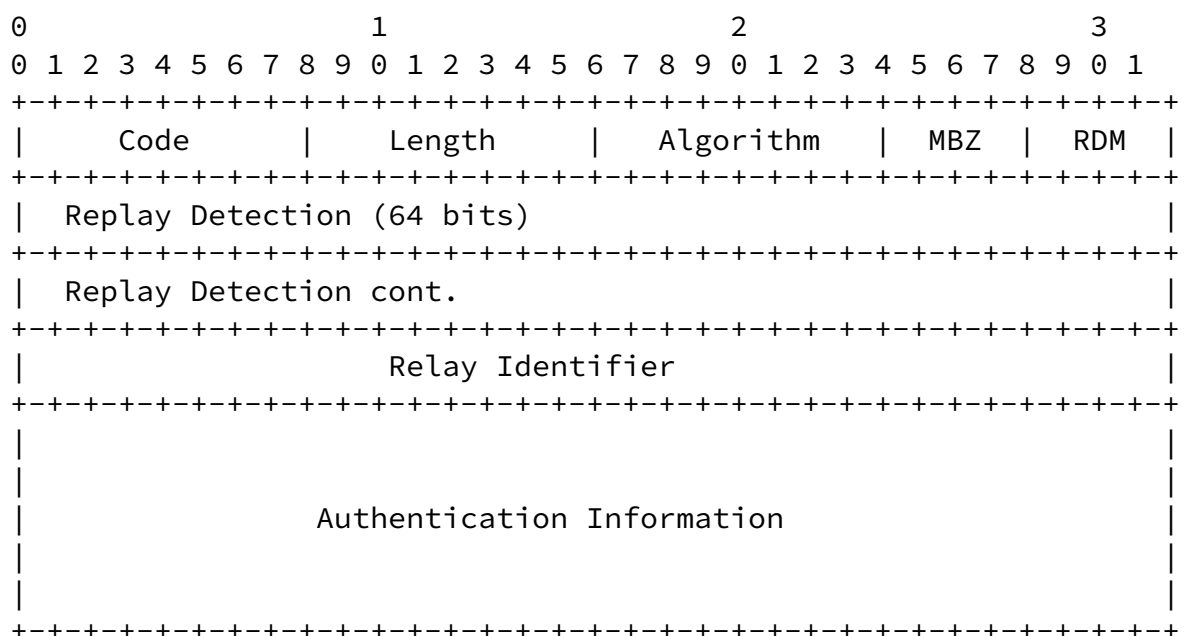 0                   1                   2                   3
0 1 2 3 4 5 6 7 8 9 0 1 2 3 4 5 6 7 8 9 0 1 2 3 4 5 6 7 8 9 0 1
+-+-+-+-+-+-+-+-+-+-+-+-+-+-+-+-+-+-+-+-+-+-+-+-+-+-+-+-+-+-+-+-+
|     Code      |    Length     |   Algorithm   |  MBZ  |  RDM  |
+-+-+-+-+-+-+-+-+-+-+-+-+-+-+-+-+-+-+-+-+-+-+-+-+-+-+-+-+-+-+-+-+
|  Replay Detection (64 bits)                                   |
+-+-+-+-+-+-+-+-+-+-+-+-+-+-+-+-+-+-+-+-+-+-+-+-+-+-+-+-+-+-+-+-+
|  Replay Detection cont.                                       |
+-+-+-+-+-+-+-+-+-+-+-+-+-+-+-+-+-+-+-+-+-+-+-+-+-+-+-+-+-+-+-+-+
|                    Relay Identifier                           |
+-+-+-+-+-+-+-+-+-+-+-+-+-+-+-+-+-+-+-+-+-+-+-+-+-+-+-+-+-+-+-+-+
|                                                               |
|                                                               |
|                Authentication Information                     |
|                                                               |
|                                                               |
+-+-+-+-+-+-+-+-+-+-+-+-+-+-+-+-+-+-+-+-+-+-+-+-+-+-+-+-+-+-+-+-+